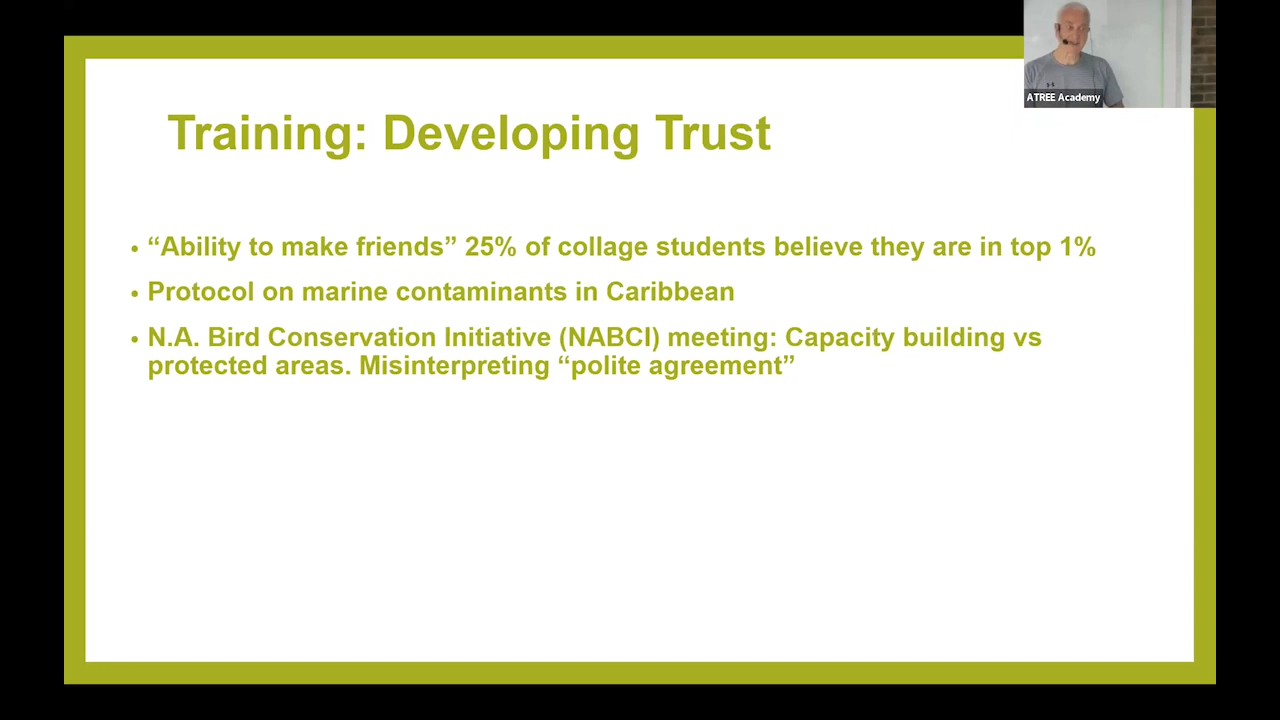 ATREE Academy
Training: Developing Trust
• “Ability to make friends” 25% of collage students believe they are in top 1%
• Protocol on marine contaminants in Caribbean
• N.A. Bird Conservation Initiative (NABCI) meeting: Capacity building vs
protected areas. Misinterpreting “polite agreement”